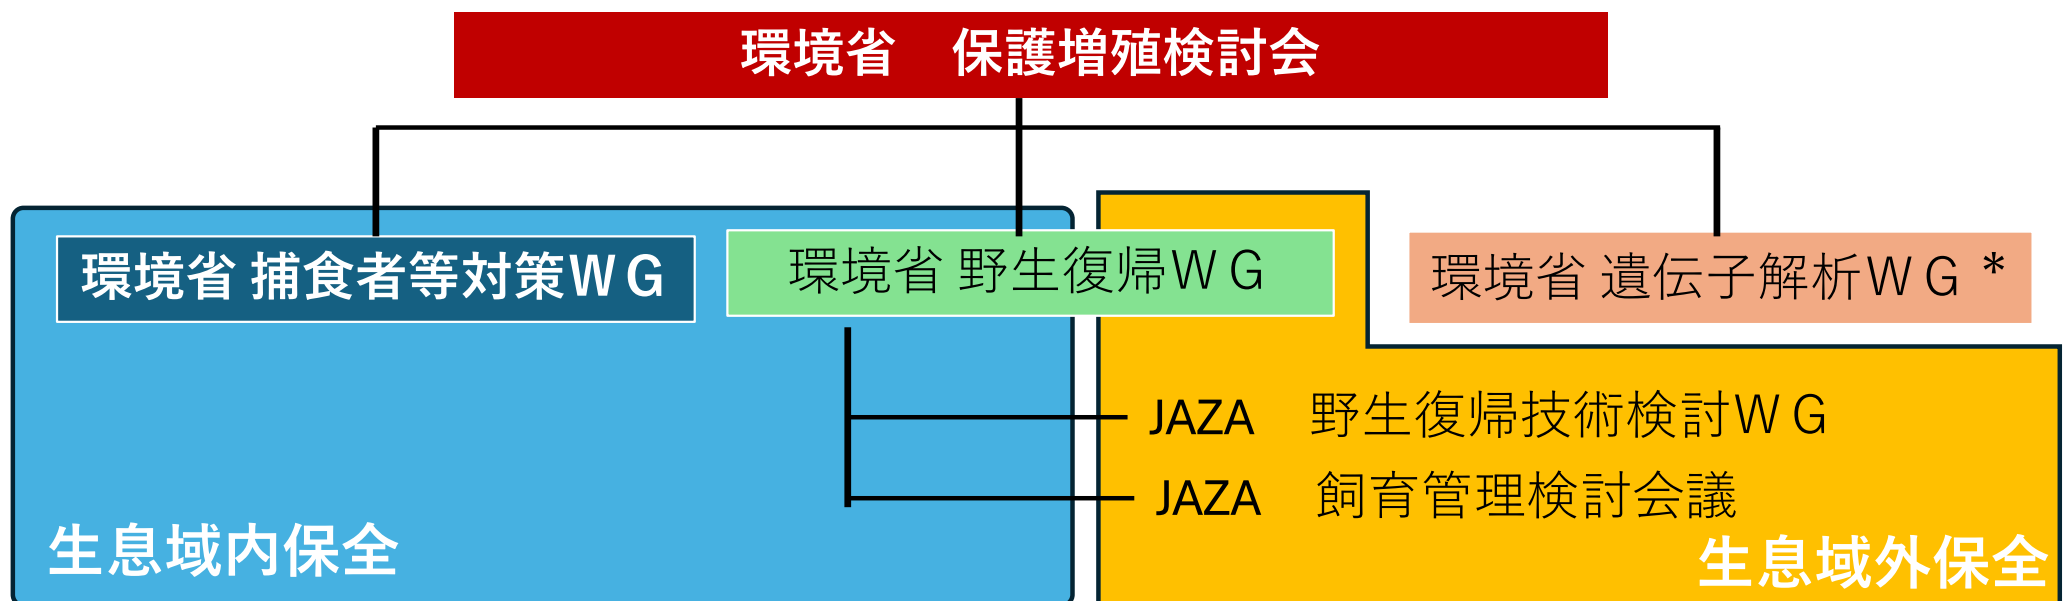 環境省　保護増殖検討会
環境省 捕食者等対策ＷＧ
環境省 野生復帰ＷＧ
環境省 遺伝子解析ＷＧ *
JAZA　野生復帰技術検討ＷＧ
JAZA　飼育管理検討会議
生息域内保全
生息域外保全